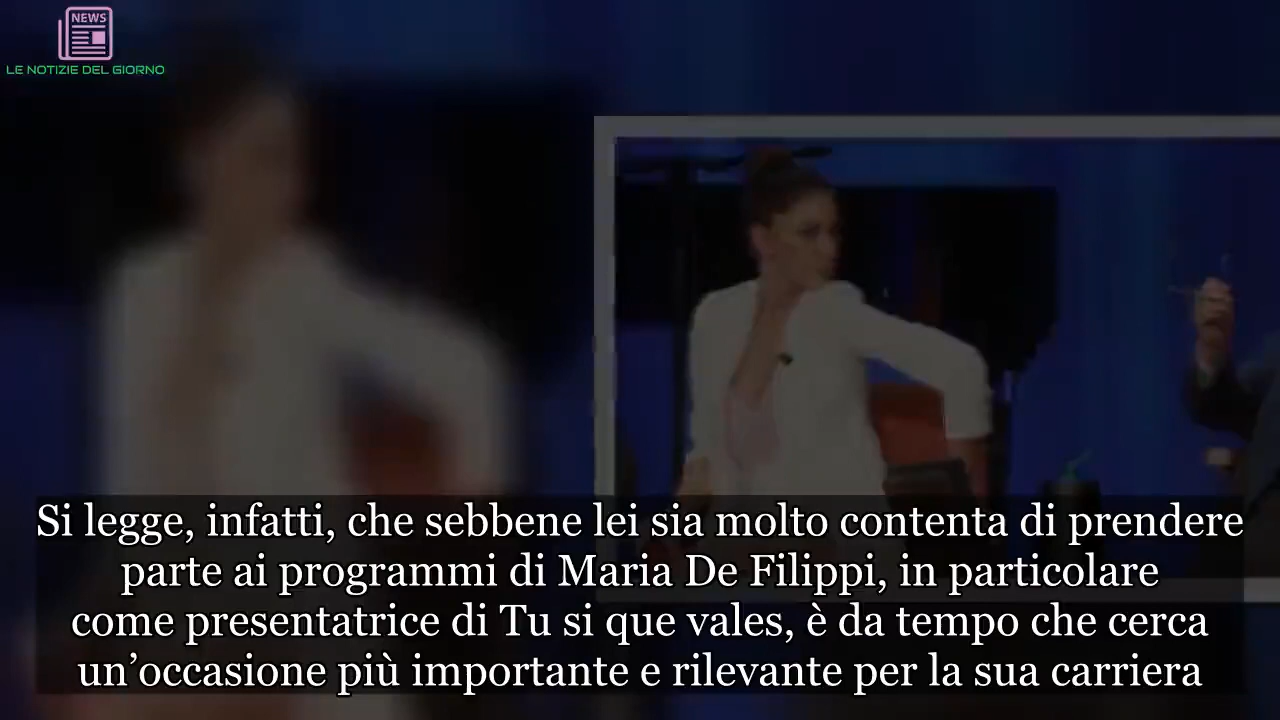 NEWS
LE NOTIZIE DEL GIORNO
Si legge, infatti, che sebbene lei sia molto contenta di prendere
parte ai programmi di Maria De Filippi, in particolare
come presentatrice di Tu si que vales, è da tempo che cerca
un’occasione più importante e rilevante per la sua carriera